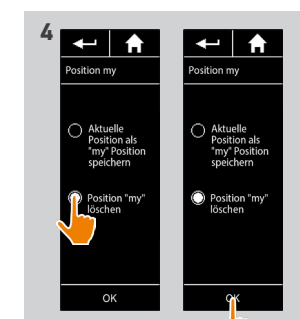 4
Position my
Aktuelle
Position als
"my" Position
speichern
Position "my"
löschen
OK
Position my
Aktuelle
Position als
"my" Position
speichern
Position "my"
löschen
OK